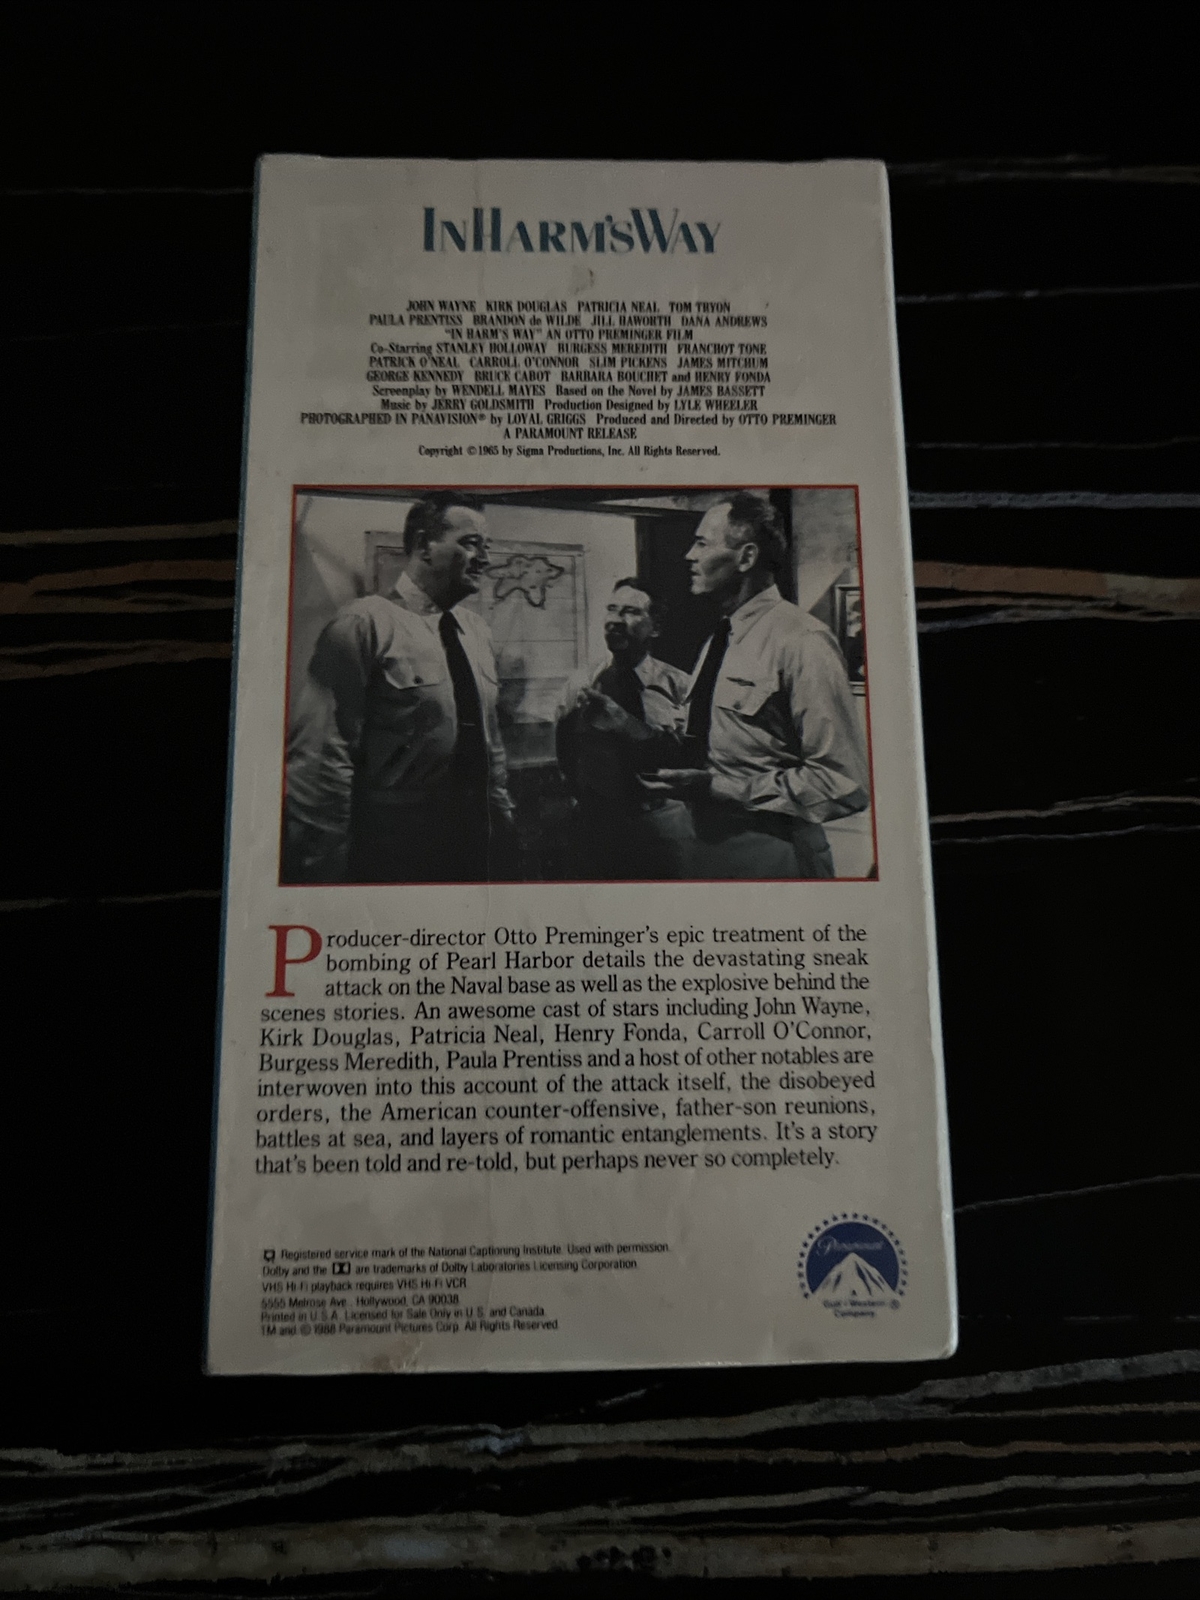 INHARM'SWAY
JOHN WAYNE KIRK DOUGLAS PATRICIA NEAL TOM TRYON
PAULA PRENTISS BRANDON de WILDE JILL HAWORTH DANA ANDREWS
"IN HARM'S WAY" AN OTTO PREMINGER FILM
Co-Starring STANLEY HOLLOWAY BURGESS MEREDITH FRANCHOT TONE
PATRICK O'NEAL CARROLL O'CONNOR SLIM PICKENS JAMES MITCHUM
GEORGE KENNEDY BRUCE CABOT BARBARA BOUCHET and HENRY FONDA
Screenplay by WENDELL MAYES Based on the Novel by JAMES BASSETT
Music by JERRY GOLDSMITH Production Designed by LYLE WHEELER
PHOTOGRAPHED IN PANAVISION® by LOYAL GRIGGS Produced and Directed by OTTO PREMINGER
A PARAMOUNT RELEASE
Copyright © 1965 by Sigma Productions, Inc. All Rights Reserved.
Producer-director Otto Preminger's epic treatment of the
bombing of Pearl Harbor details the devastating sneak
attack on the Naval base as well as the explosive behind the
scenes stories. An awesome cast of stars including John Wayne,
Kirk Douglas, Patricia Neal, Henry Fonda, Carroll O'Connor,
Burgess Meredith, Paula Prentiss and a host of other notables are
interwoven into this account of the attack itself, the disobeyed
orders, the American counter-offensive, father-son reunions,
battles at sea, and layers of romantic entanglements. It's a story
that's been told and re-told, but perhaps never so completely.
Registered service mark of the National Captioning Institute. Used with permission.
Dolby and the are trademarks of Dolby Laboratories Licensing Corporation.
VHS Hi-Fi playback requires VHS Hi-Fi VCR.
5555 Melrose Ave., Hollywood, CA 90038
Printed in U.S.A. Licensed for Sale Only in U.S. and Canada.
TM and © 1988 Paramount Pictures Corp. All Rights Reserved.
Paramount
Gulf+Western
Company
®